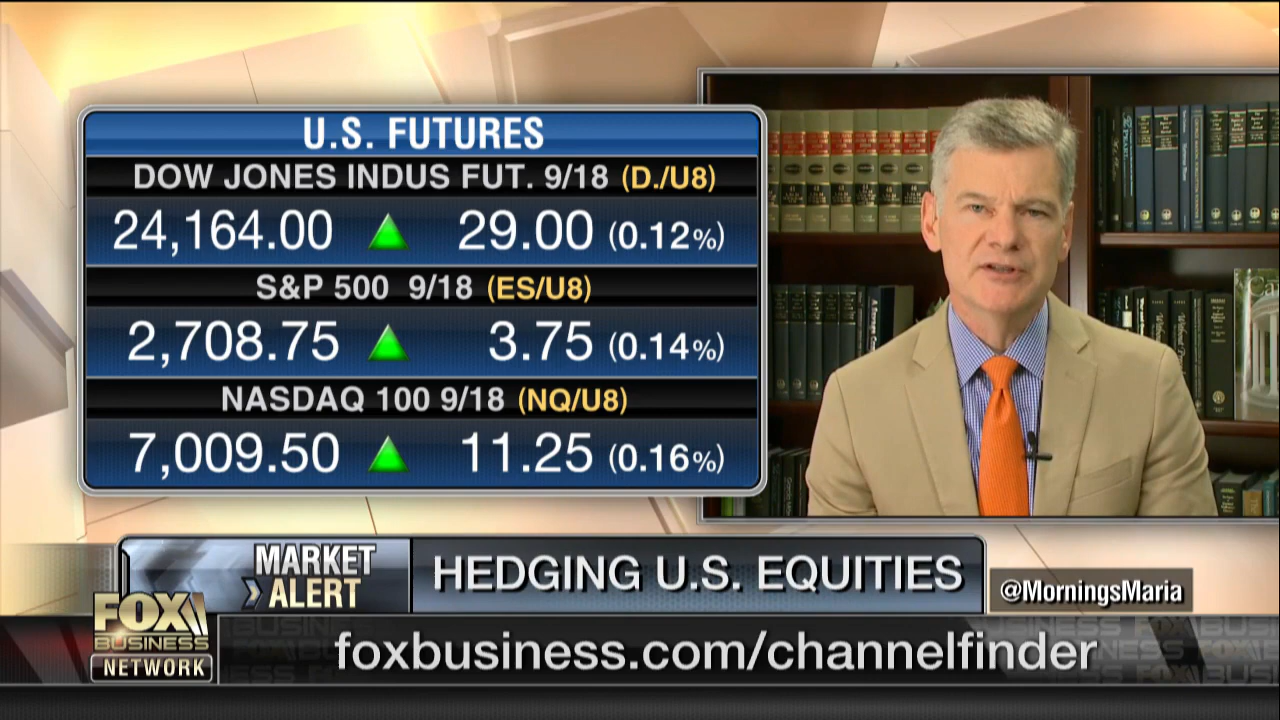 U.S. FUTURES
DOW JONES INDUS FUT. 9/18 (D./U8)
24,164.00 ▲ 29.00 (0.12%)
S&P 500 9/18 (ES/U8)
2,708.75 ▲ 3.75 (0.14%)
NASDAQ 100 9/18 (NQ/U8)
7,009.50 ▲ 11.25 (0.16%)
MARKET
ALERT
HEDGING U.S. EQUITIES
@MorningsMaria
FOX
BUSINESS
NETWORK
foxbusiness.com/channelfinder